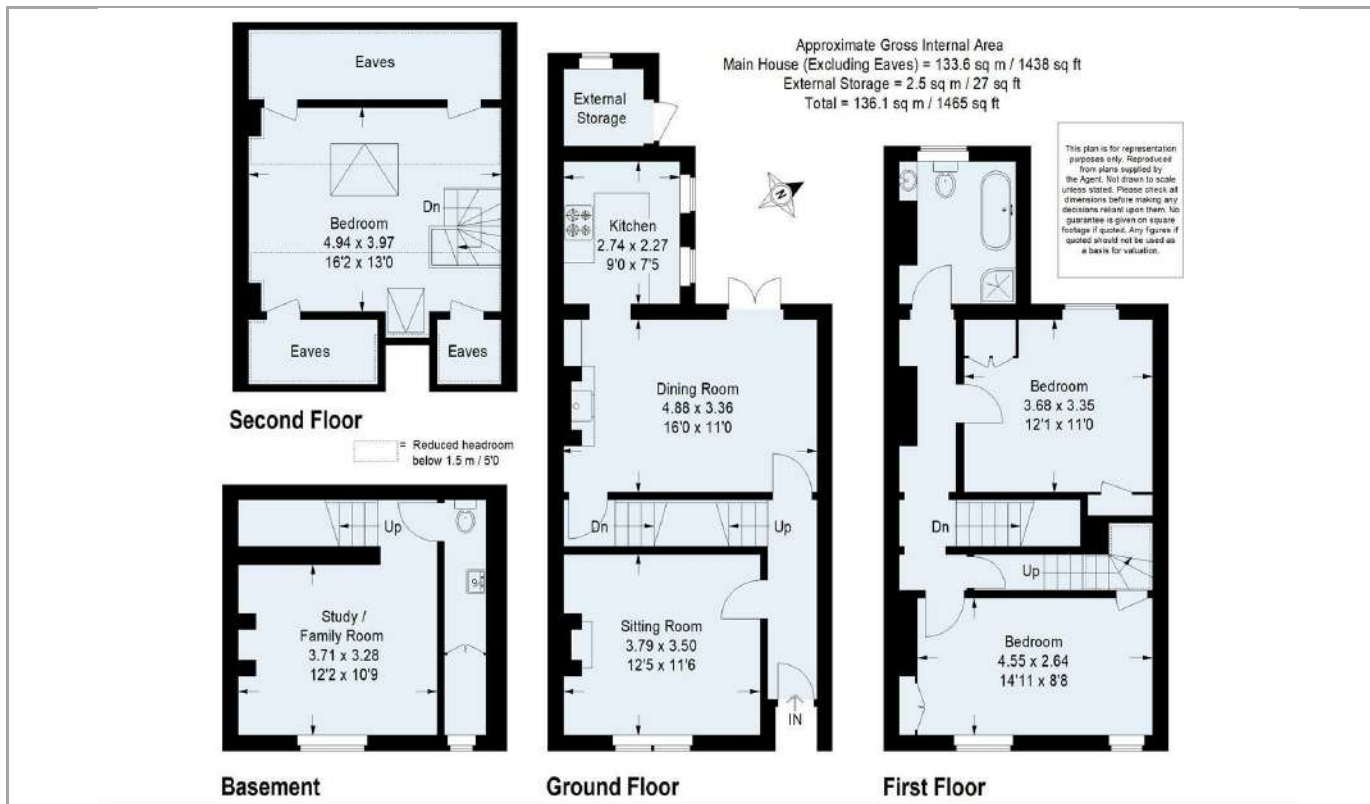 Approximate Gross Internal Area
Main House (Excluding Eaves) = 133.6 sq m / 1438 sq ft
External Storage = 2.5 sq m / 27 sq ft
Total = 136.1 sq m / 1465 sq ft
This plan is for representation
purposes only. Reproduced
from plans supplied by
the Agent. Not drawn to scale
unless stated. Please check all
dimensions before making any
decisions reliant upon them. No
guarantee is given on square
footage if quoted. Any figures if
quoted should not be used as
a basis for valuation.
Eaves
Dn
Bedroom
4.94 x 3.97
16'2 x 13'0
Eaves
Eaves
Second Floor
= Reduced headroom
below 1.5 m / 5'0
Up
Study /
Family Room
3.71 x 3.28
12'2 x 10'9
Basement
External
Storage
N
Kitchen
2.74 x 2.27
9'0 x 7'5
Dining Room
4.88 x 3.36
16'0 x 11'0
Dn
Up
Sitting Room
3.79 x 3.50
12'5 x 11'6
IN
Ground Floor
Bedroom
3.68 x 3.35
12'1 x 11'0
Dn
Up
Bedroom
4.55 x 2.64
14'11 x 8'8
First Floor